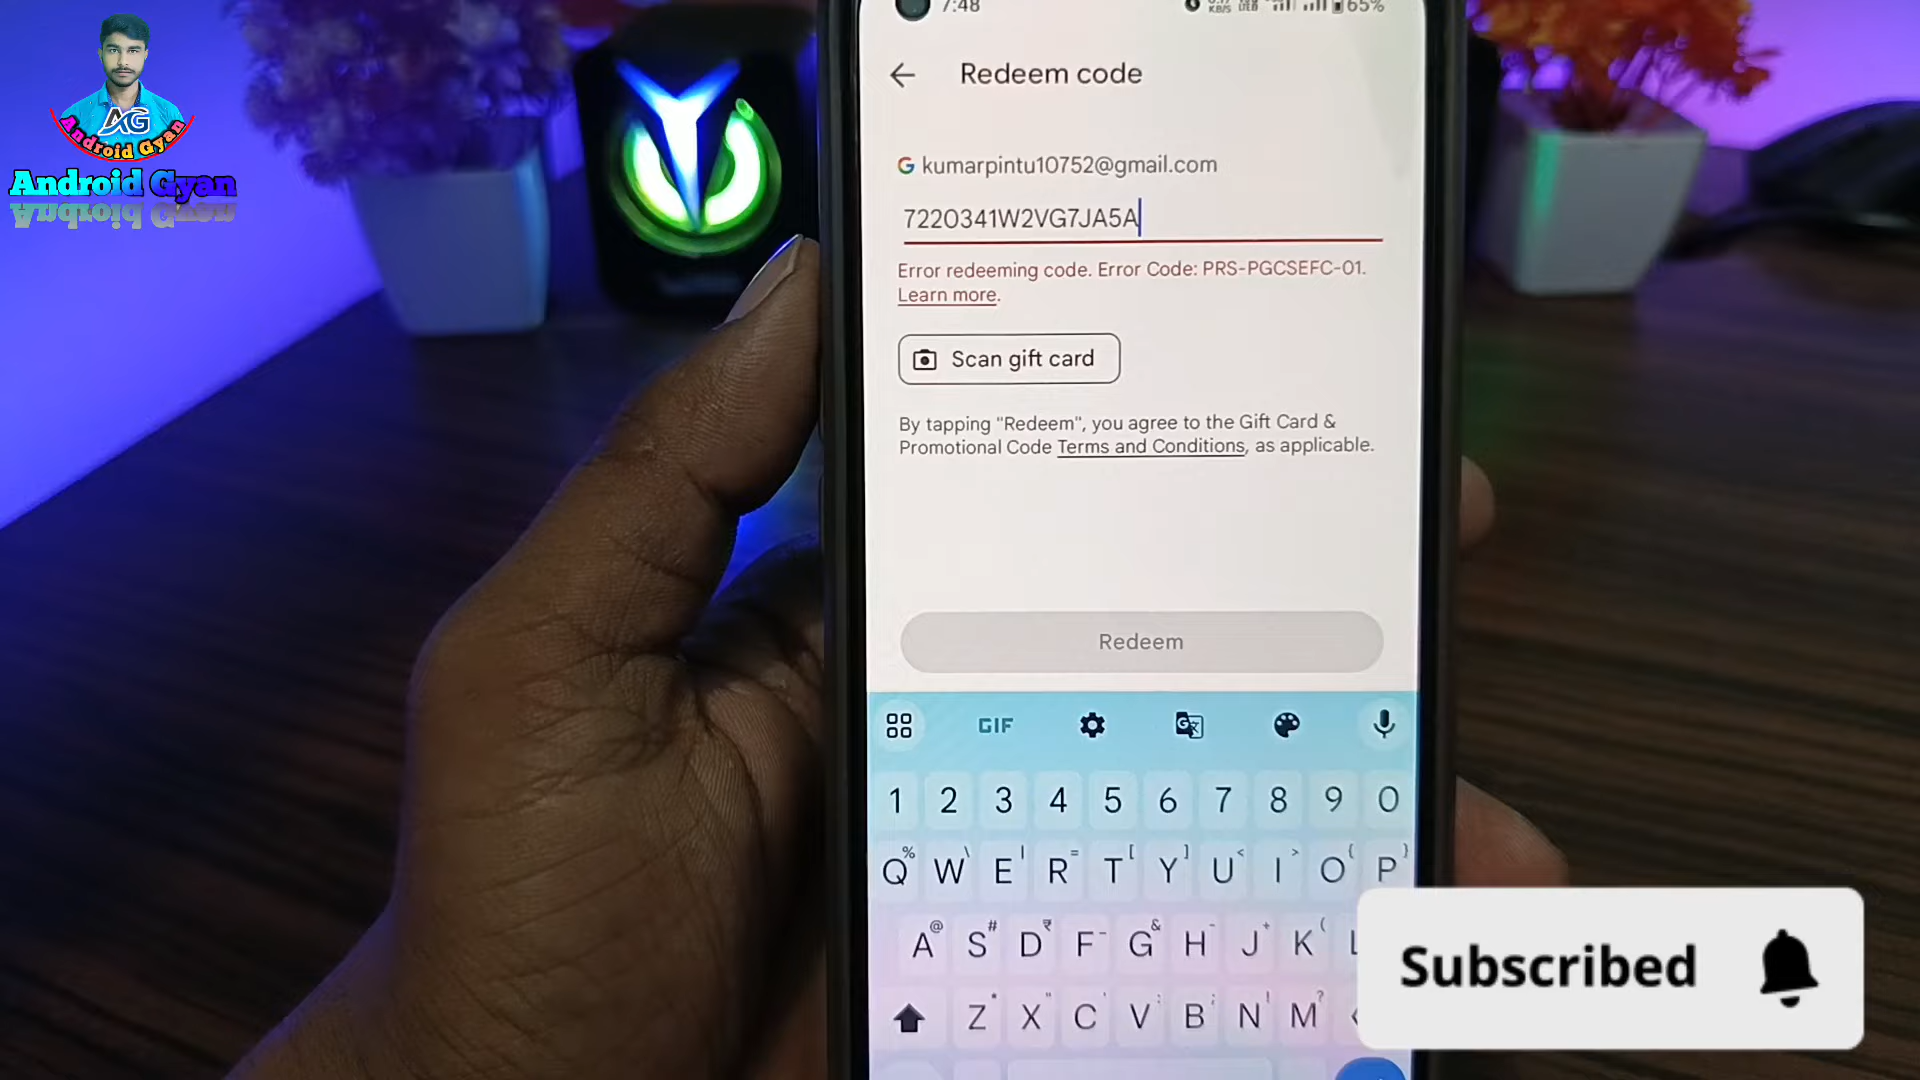 AG
Android Gyan
Android Gyan
7:48
65%
Redeem code
G kumarpintu10752@gmail.com
7220341W2VG7JA5A
Error redeeming code. Error Code: PRS-PGCSEFC-01.
Learn more.
Scan gift card
By tapping "Redeem", you agree to the Gift Card &
Promotional Code Terms and Conditions, as applicable.
Redeem
GIF
1 2 3 4 5 6 7 8 9 0
Q W E R T Y U I O P
A S D F G H J K L
Z X C V B N M
Subscribed